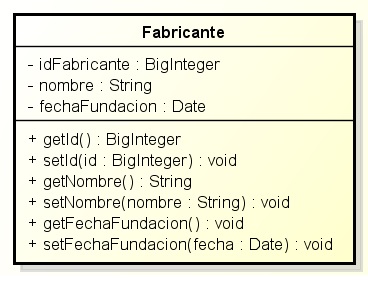 Fabricante
- idFabricante : BigInteger
- nombre : String
- fechaFundacion : Date
+ getId() : BigInteger
+ setId(id : BigInteger) : void
+ getNombre() : String
+ setNombre(nombre : String) : void
+ getFechaFundacion() : void
+ setFechaFundacion(fecha : Date) : void